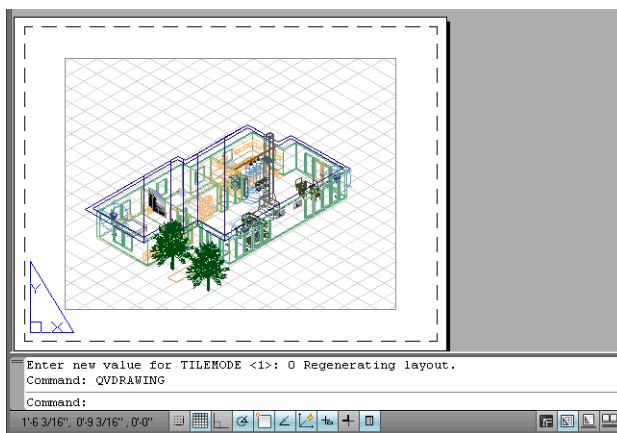 Y
X
Enter new value for TILEMODE <1>: 0 Regenerating layout.
Command: QVDRAWING
Command:
1'-6 3/16", 0'-9 3/16" , 0'-0"